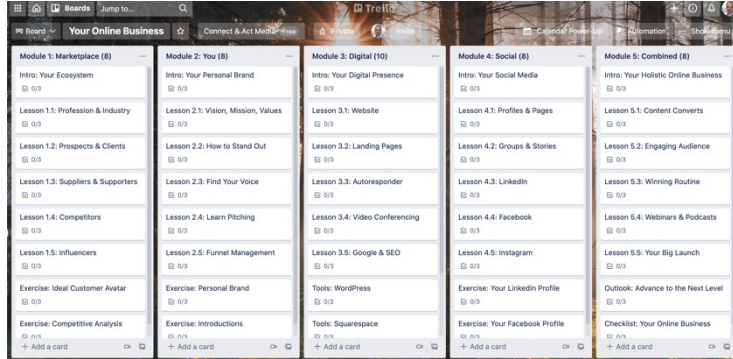 Boards
Jump to...
Trello
Board
Your Online Business
Connect & Act Media
Free
Private
Invite
Calendar Power-Up
Automation
Show menu
Module 1: Marketplace (8)
Intro: Your Ecosystem
0/3
Lesson 1.1: Profession & Industry
0/3
Lesson 1.2: Prospects & Clients
0/3
Lesson 1.3: Suppliers & Supporters
0/3
Lesson 1.4: Competitors
0/3
Lesson 1.5: Influencers
0/3
Exercise: Ideal Customer Avatar
0/3
Exercise: Competitive Analysis
0/3
+ Add a card
Module 2: You (8)
Intro: Your Personal Brand
0/3
Lesson 2.1: Vision, Mission, Values
0/3
Lesson 2.2: How to Stand Out
0/3
Lesson 2.3: Find Your Voice
0/3
Lesson 2.4: Learn Pitching
0/3
Lesson 2.5: Funnel Management
0/3
Exercise: Personal Brand
0/3
Exercise: Introductions
0/3
+ Add a card
Module 3: Digital (10)
Intro: Your Digital Presence
0/3
Lesson 3.1: Website
0/3
Lesson 3.2: Landing Pages
0/3
Lesson 3.3: Autoresponder
0/3
Lesson 3.4: Video Conferencing
0/3
Lesson 3.5: Google & SEO
0/3
Tools: WordPress
0/3
Tools: Squarespace
0/3
+ Add a card
Module 4: Social (8)
Intro: Your Social Media
0/3
Lesson 4.1: Profiles & Pages
0/3
Lesson 4.2: Groups & Stories
0/3
Lesson 4.3: LinkedIn
0/3
Lesson 4.4: Facebook
0/3
Lesson 4.5: Instagram
0/3
Exercise: Your LinkedIn Profile
0/3
Exercise: Your Facebook Profile
0/3
+ Add a card
Module 5: Combined (8)
Intro: Your Holistic Online Business
0/3
Lesson 5.1: Content Converts
0/3
Lesson 5.2: Engaging Audience
0/3
Lesson 5.3: Winning Routine
0/3
Lesson 5.4: Webinars & Podcasts
0/3
Lesson 5.5: Your Big Launch
0/3
Outlook: Advance to the Next Level
0/3
Checklist: Your Online Business
0/3
+ Add a card